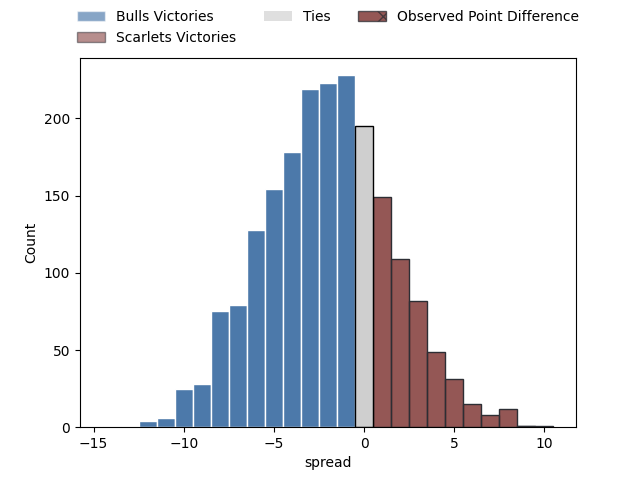 Bulls Victories
Scarlets Victories
Ties
Observed Point Difference
Count
200
150
100
50
0
−15
−10
−5
0
5
10
spread